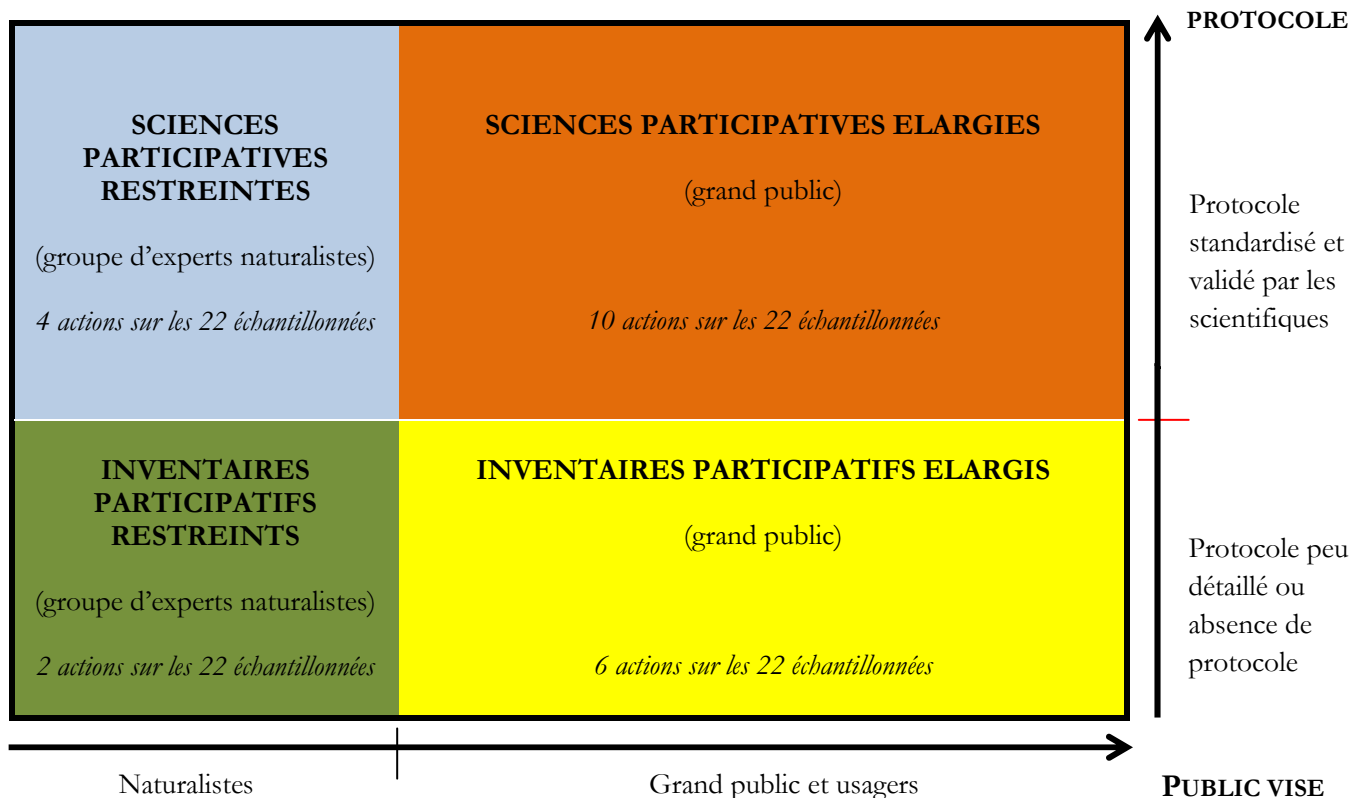 PROTOCOLE
SCIENCES
PARTICIPATIVES
RESTREINTES
(groupe d'experts naturalistes)
4 actions sur les 22 échantillonnées
SCIENCES PARTICIPATIVES ELARGIES
(grand public)
10 actions sur les 22 échantillonnées
Protocole
standardisé et
validé par les
scientifiques
INVENTAIRES
PARTICIPATIFS
RESTREINTS
(groupe d'experts naturalistes)
2 actions sur les 22 échantillonnées
INVENTAIRES PARTICIPATIFS ELARGIS
(grand public)
6 actions sur les 22 échantillonnées
Protocole peu
détaillé ou
absence de
protocole
Naturalistes
Grand public et usagers
PUBLIC VISE